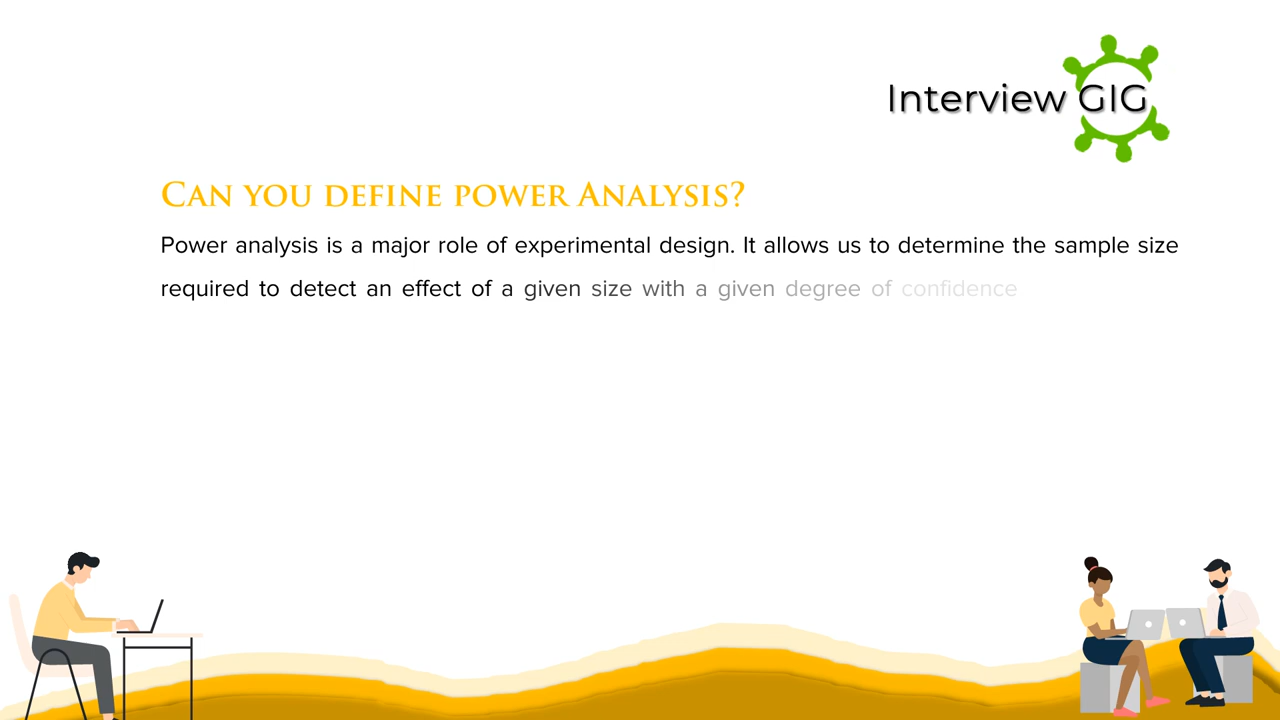 Interview GIG
Can you define power Analysis?
Power analysis is a major role of experimental design. It allows us to determine the sample size
required to detect an effect of a given size with a given degree of confidence